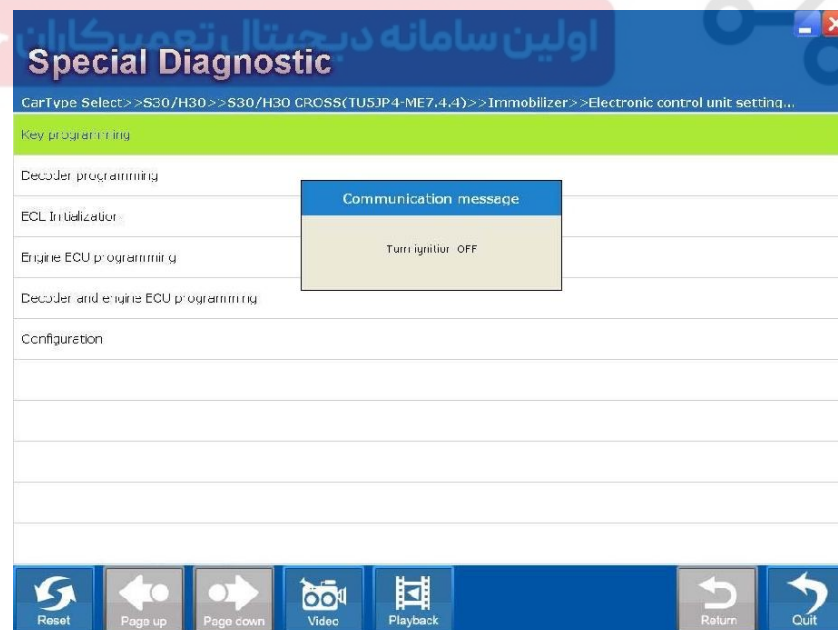 اولین سامانه دیجیتال تعمیرکاران
Special Diagnostic
CarType Select>>S30/H30>>S30/H30 CROSS(TU5JP4-ME7.4.4)>>Immobilizer>>Electronic control unit setting...
Key programming
Decoder programming
Communication message
ECU Initialization
Turn ignition OFF
Engine ECU programming
Decoder and engine ECU programming
Configuration
Reset
Page up
Page down
Video
Playback
Return
Quit